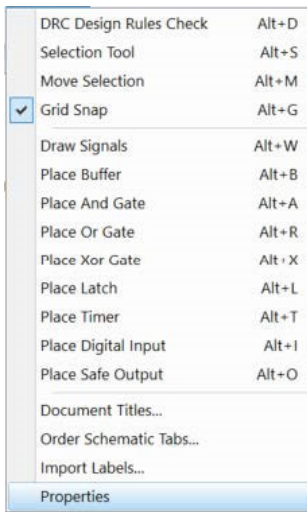 DRC Design Rules Check Alt+D
Selection Tool Alt+S
Move Selection Alt+M
Grid Snap Alt+G
Draw Signals Alt+W
Place Buffer Alt+B
Place And Gate Alt+A
Place Or Gate Alt+R
Place Xor Gate Alt+X
Place Latch Alt+L
Place Timer Alt+T
Place Digital Input Alt+I
Place Safe Output Alt+O
Document Titles...
Order Schematic Tabs...
Import Labels...
Properties